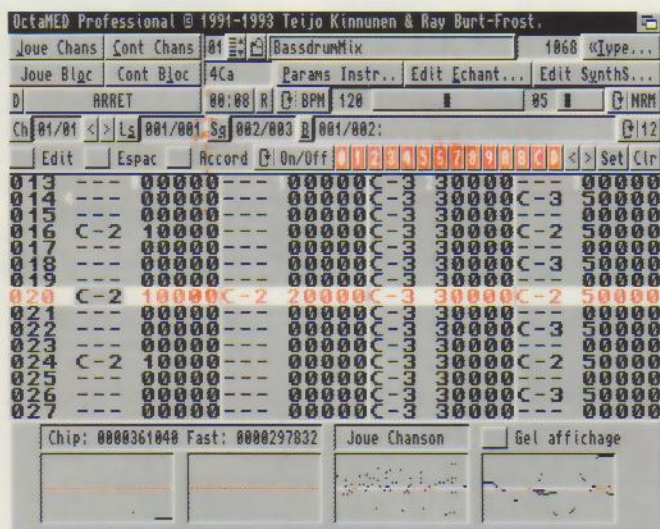 OctaMED Professional © 1991-1993 Teijo Kinnunen & Ray Burt-Frost.
Joue Chans Cont Chans 01 BassdrumMix 1068 «Type...
Joue Bloc Cont Bloc 4Ca Params Instr.. Edit Echant... Edit SynthS...
D ARRET 00:08 R BPM 120 05 NRM
Ch 01/01 < > Ls 001/001 Sq 002/003 B 001/002: 12
Edit Espac Accord On/Off 0 1 2 3 4 5 6 7 8 9 A B C D < > Set Clr
013 --- 00000--- 00000C-3 30000--- 00000
014 --- 00000--- 00000C-3 30000C-3 50000
015 --- 00000--- 00000C-3 30000--- 00000
016 C-2 10000--- 00000C-3 30000C-2 50000
017 --- 00000--- 00000C-3 30000--- 00000
018 --- 00000--- 00000C-3 30000C-3 50000
019 --- 00000--- 00000C-3 30000--- 00000
020 C-2 10000C-2 20000C-3 30000C-2 50000
021 --- 00000--- 00000C-3 30000--- 00000
022 --- 00000--- 00000C-3 30000C-3 50000
023 --- 00000--- 00000C-3 30000--- 00000
024 C-2 10000--- 00000C-3 30000C-2 50000
025 --- 00000--- 00000C-3 30000--- 00000
026 --- 00000--- 00000C-3 30000C-3 50000
027 --- 00000--- 00000C-3 30000--- 00000
Chip: 0000361040 Fast: 0000297832 Joue Chanson Gel affichage